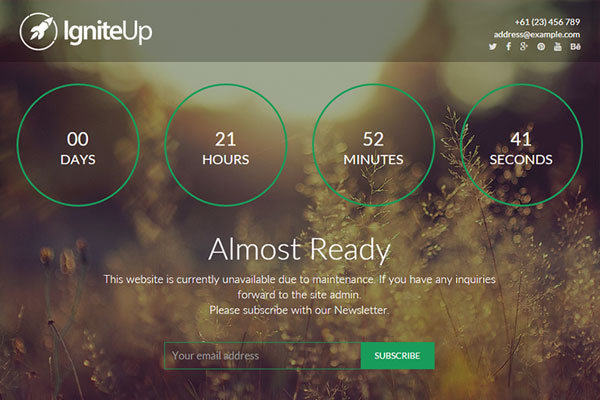 IgniteUp
+61 (23) 456 789
address@example.com
00
DAYS
21
HOURS
52
MINUTES
41
SECONDS
Almost Ready
This website is currently unavailable due to maintenance. If you have any inquiries
forward to the site admin.
Please subscribe with our Newsletter.
Your email address
SUBSCRIBE